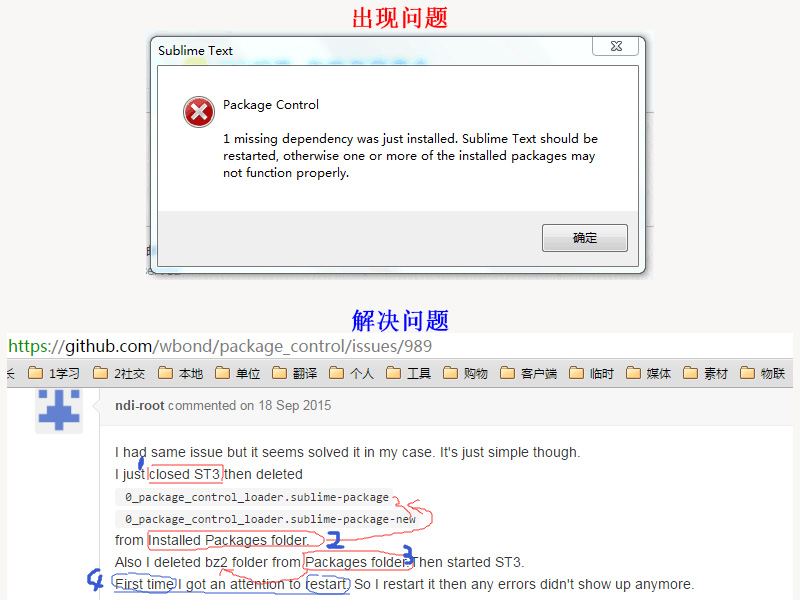 出现问题
Sublime Text
Package Control
1 missing dependency was just installed. Sublime Text should be
restarted, otherwise one or more of the installed packages may
not function properly.
确定
解决问题
https://github.com/wbond/package_control/issues/989
1学习 2社交 本地 单位 翻译 个人 工具 购物 客户端 临时 媒体 素材 物联
ndi-root commented on 18 Sep 2015
I had same issue but it seems solved it in my case. It's just simple though.
1
I just closed ST3 then deleted
0_package_control_loader.sublime-package
0_package_control_loader.sublime-package-new
from Installed Packages folder. 2
Also I deleted bz2 folder from Packages folder. 3 Then started ST3.
4 First time I got an attention to restart. So I restart it then any errors didn't show up anymore.